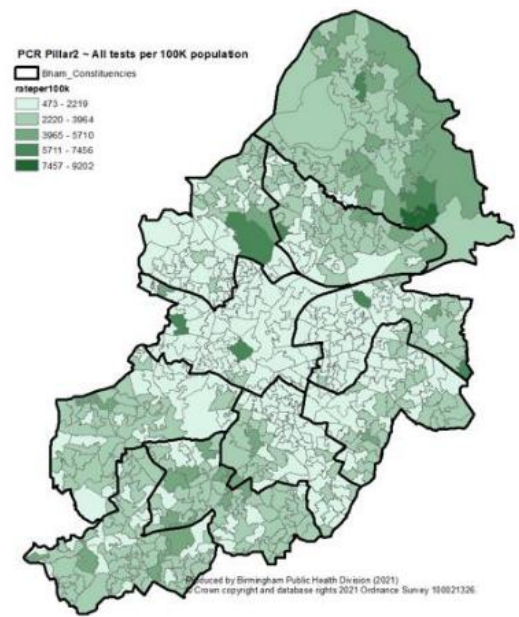 PCR Pillar2 ~ All tests per 100K population
Bham_Constituencies
rateper100k
473 - 2219
2220 - 3964
3965 - 5710
5711 - 7456
7457 - 9202
Produced by Birmingham Public Health Division (2021)
© Crown copyright and database rights 2021 Ordnance Survey 100021326.